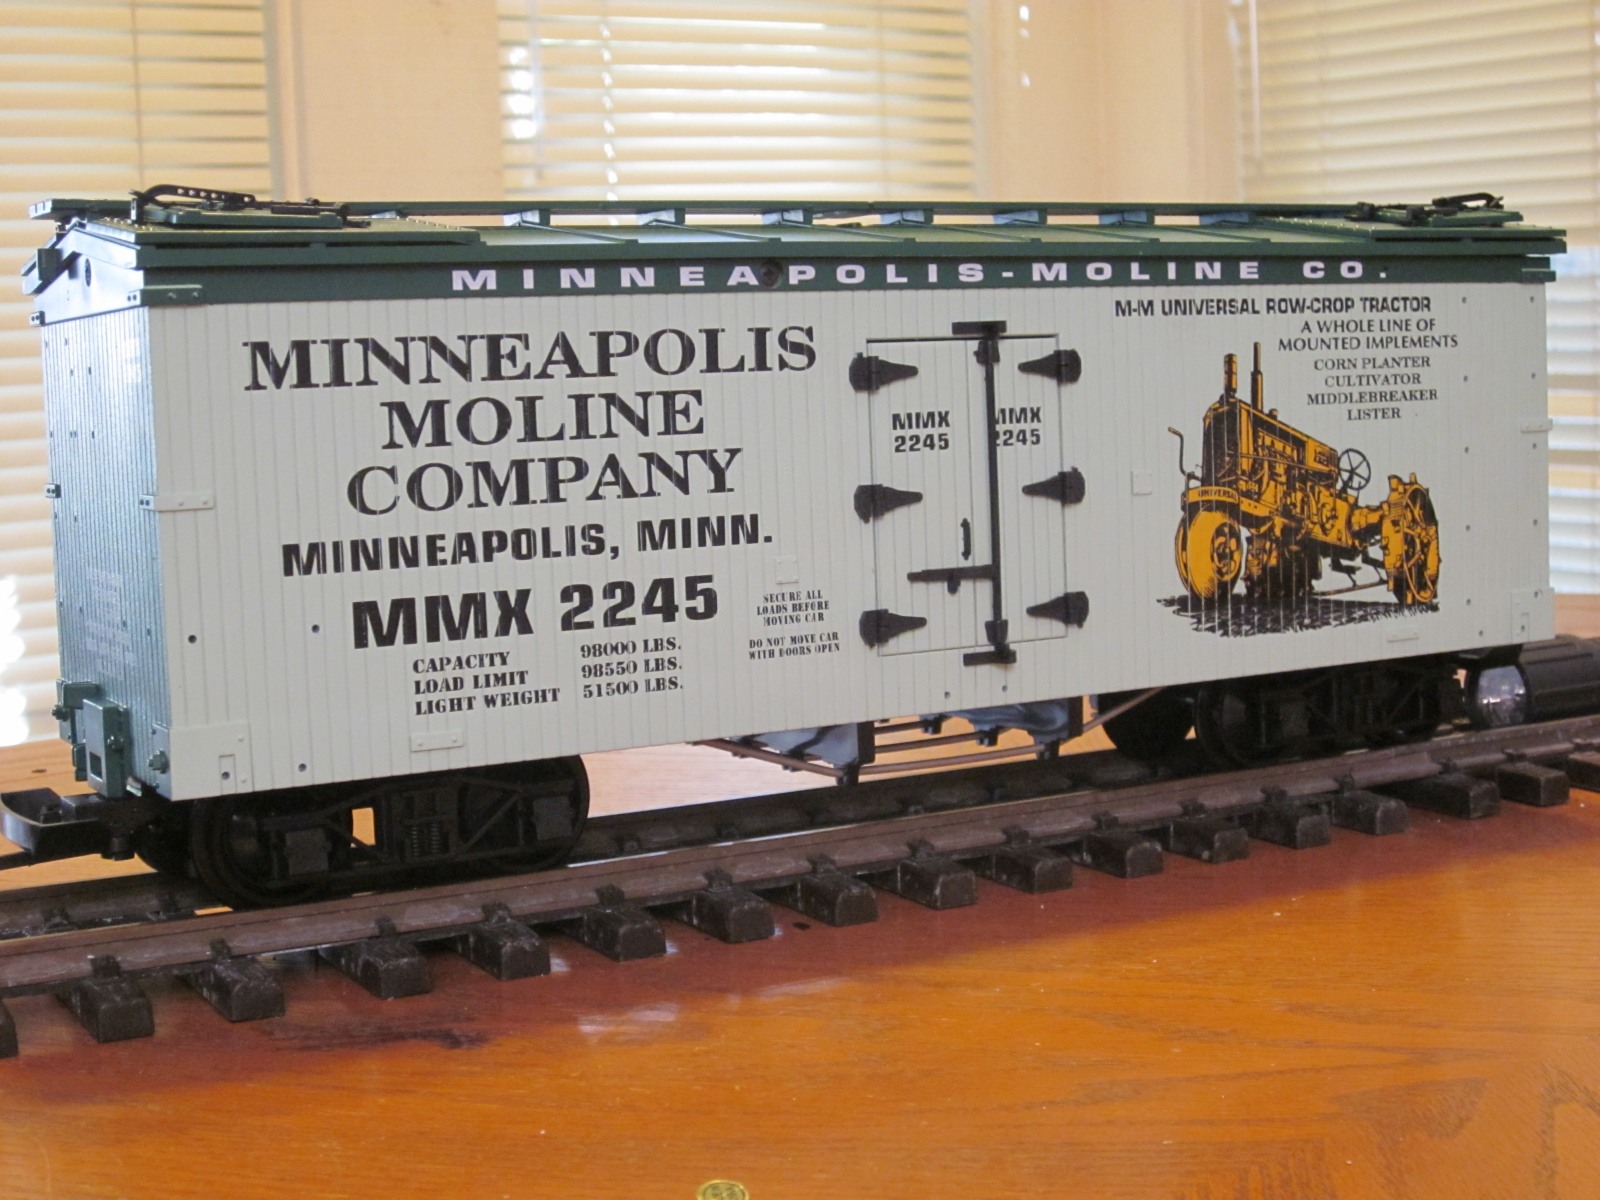 MINNEAPOLIS-MOLINE CO.
MINNEAPOLIS
MOLINE
COMPANY
MINNEAPOLIS, MINN.
MMX 2245
CAPACITY 98000 LBS.
LOAD LIMIT 98550 LBS.
LIGHT WEIGHT 51500 LBS.
SECURE ALL
LOADS BEFORE
MOVING CAR
DO NOT MOVE CAR
WITH DOORS OPEN
MMX
2245
MMX
2245
M-M UNIVERSAL ROW-CROP TRACTOR
A WHOLE LINE OF
MOUNTED IMPLEMENTS
CORN PLANTER
CULTIVATOR
MIDDLEBREAKER
LISTER
UNIVERSAL